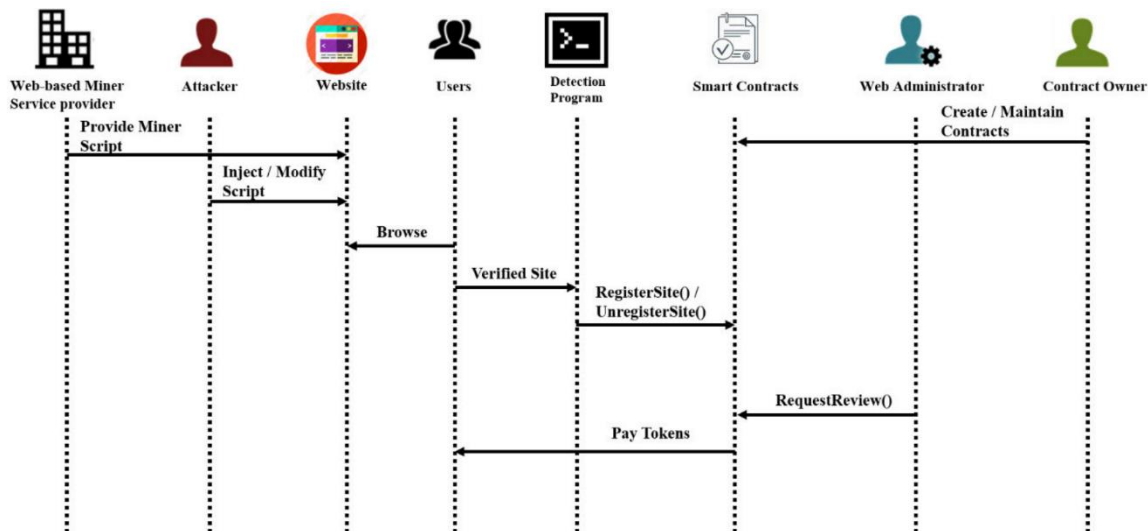 Web-based Miner
Service provider
Attacker
Website
Users
Detection
Program
Smart Contracts
Web Administrator
Contract Owner
Provide Miner
Script
Create / Maintain
Contracts
Inject / Modify
Script
Browse
Verified Site
RegisterSite() /
UnregisterSite()
RequestReview()
Pay Tokens